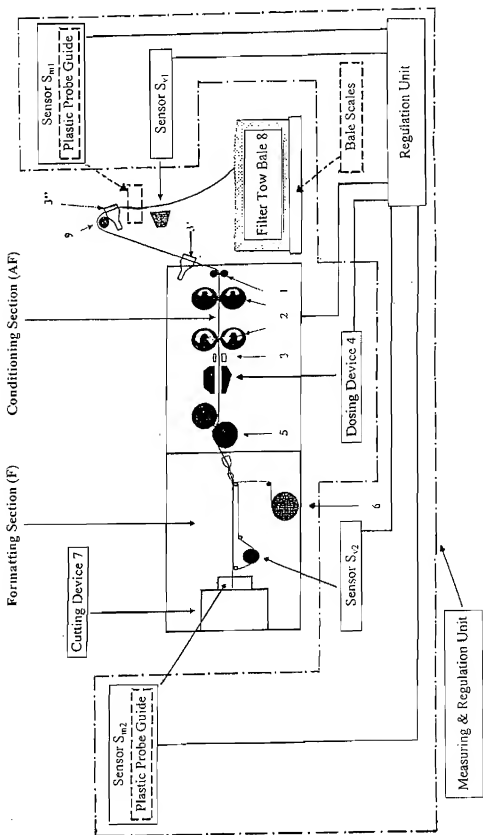 Formatting Section (F)
Conditioning Section (AF)
Cutting Device 7
Sensor Sm1
Plastic Probe Guide
Sensor Sv1
3''
9
3'
Filter Tow Bale 8
Bale Scales
1
2
3
Dosing Device 4
5
6
Sensor Sv2
Sensor Sm2
Plastic Probe Guide
Regulation Unit
Measuring & Regulation Unit